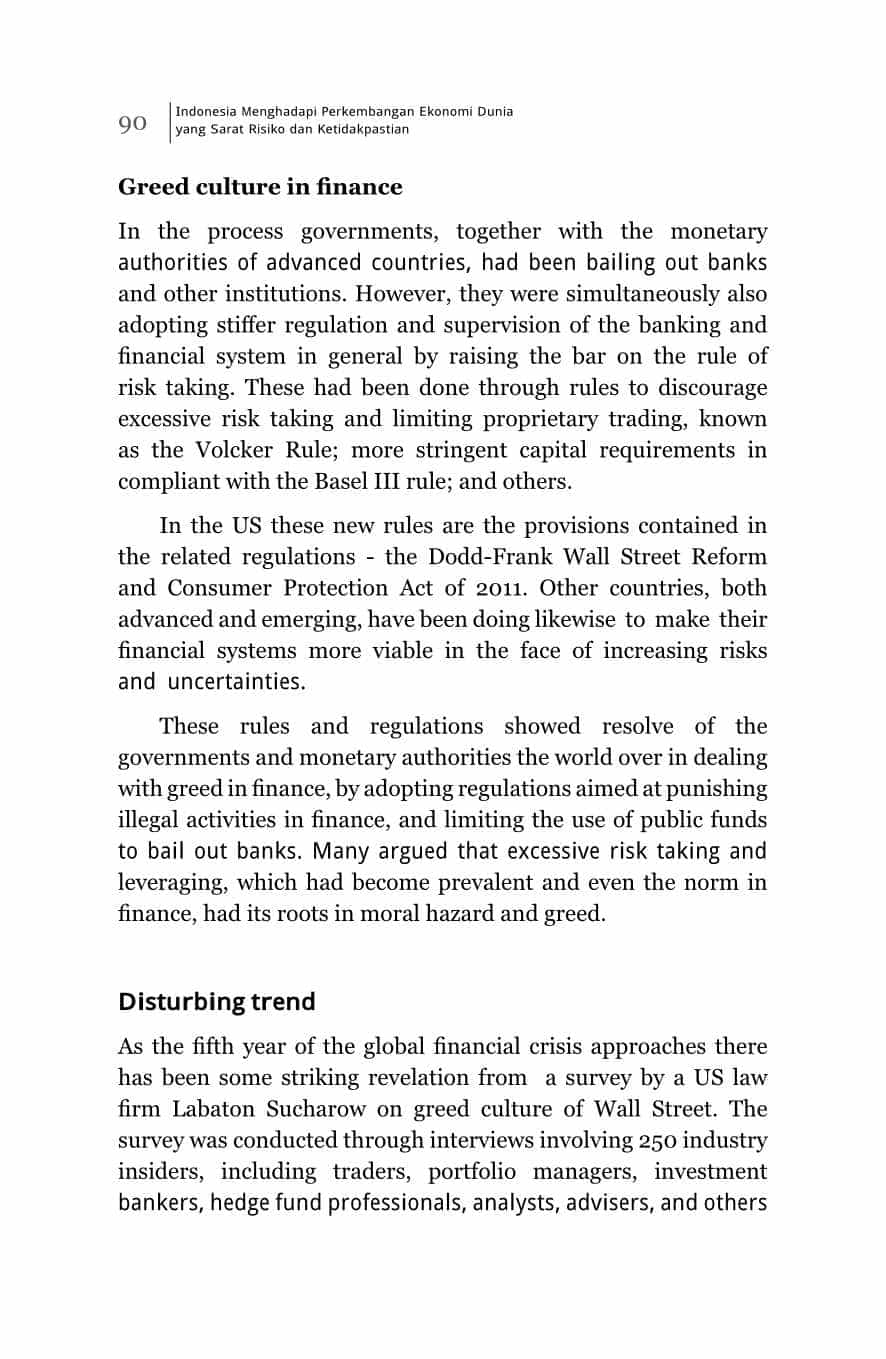 90
Indonesia Menghadapi Perkembangan Ekonomi Dunia
yang Sarat Risiko dan Ketidakpastian
Greed culture in finance
In the process governments, together with the monetary
authorities of advanced countries, had been bailing out banks
and other institutions. However, they were simultaneously also
adopting stiffer regulation and supervision of the banking and
financial system in general by raising the bar on the rule of
risk taking. These had been done through rules to discourage
excessive risk taking and limiting proprietary trading, known
as the Volcker Rule; more stringent capital requirements in
compliant with the Basel III rule; and others.
In the US these new rules are the provisions contained in
the related regulations - the Dodd-Frank Wall Street Reform
and Consumer Protection Act of 2011. Other countries, both
advanced and emerging, have been doing likewise to make their
financial systems more viable in the face of increasing risks
and uncertainties.
These rules and regulations showed resolve of the
governments and monetary authorities the world over in dealing
with greed in finance, by adopting regulations aimed at punishing
illegal activities in finance, and limiting the use of public funds
to bail out banks. Many argued that excessive risk taking and
leveraging, which had become prevalent and even the norm in
finance, had its roots in moral hazard and greed.
Disturbing trend
As the fifth year of the global financial crisis approaches there
has been some striking revelation from a survey by a US law
firm Labaton Sucharow on greed culture of Wall Street. The
survey was conducted through interviews involving 250 industry
insiders, including traders, portfolio managers, investment
bankers, hedge fund professionals, analysts, advisers, and others